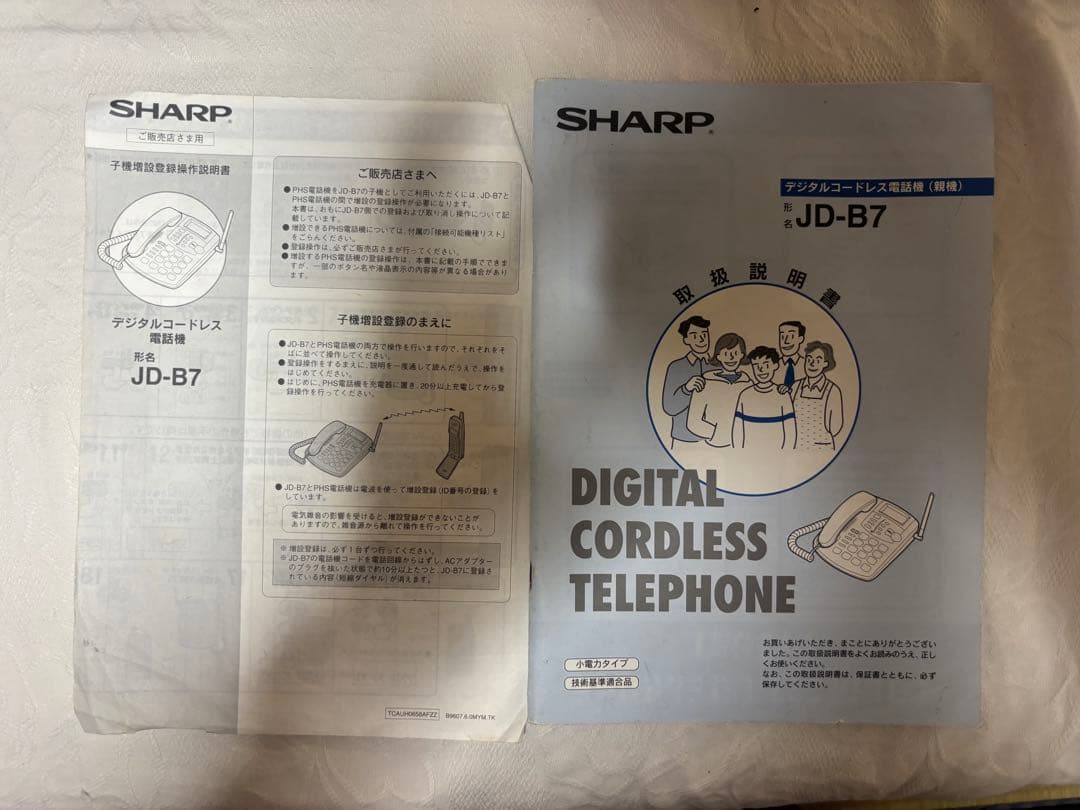 SHARP
ご販売店さま用
子機増設登録操作説明書
デジタルコードレス
電話機
形名
JD-B7
ご販売店さまへ
●PHS電話機をJD-B7の子機としてご利用いただくには、JD-B7と
PHS電話機の間で増設の登録操作が必要になります。
本書は、おもにJD-B7側での登録および取り消し操作について記
載しています。
●増設できるPHS電話機については、付属の「接続可能機種リスト」
をごらんください。
●登録操作は、必ずご販売店さまが行ってください。
●増設するPHS電話機の登録操作は、本書に記載の手順でできま
すが、一部のボタン名や液晶表示の内容等が異なる場合があり
ます。
子機増設登録のまえに
●JD-B7とPHS電話機の両方で操作を行いますので、それぞれをそ
ばに並べて操作してください。
●登録操作をするまえに、説明を一度通して読んだうえで、操作を
はじめてください。
●はじめに、PHS電話機を充電器に置き、20分以上充電してから登
録操作を行ってください。
●JD-B7とPHS電話機は電波を使って増設登録(ID番号の登録)を
しています。
電気雑音の影響を受けると、増設登録ができないことが
ありますので、雑音源から離れて操作を行ってください。
※増設登録は、必ず1台ずつ行ってください。
※JD-B7の電話機コードを電話回線からはずし、ACアダプター
のプラグを抜いた状態で約10分以上たつと、JD-B7に登録さ
れている内容(短縮ダイヤル)が消えます。
TCAUH0658AFZZ B9607.6.0MYM.TK
SHARP
デジタルコードレス電話機(親機)
形名 JD-B7
取扱説明書
DIGITAL
CORDLESS
TELEPHONE
小電力タイプ
技術基準適合品
お買いあげいただき、まことにありがとうござい
ました。この取扱説明書をよくお読みのうえ、正し
くお使いください。
なお、この取扱説明書は、保証書とともに、必ず
保存してください。